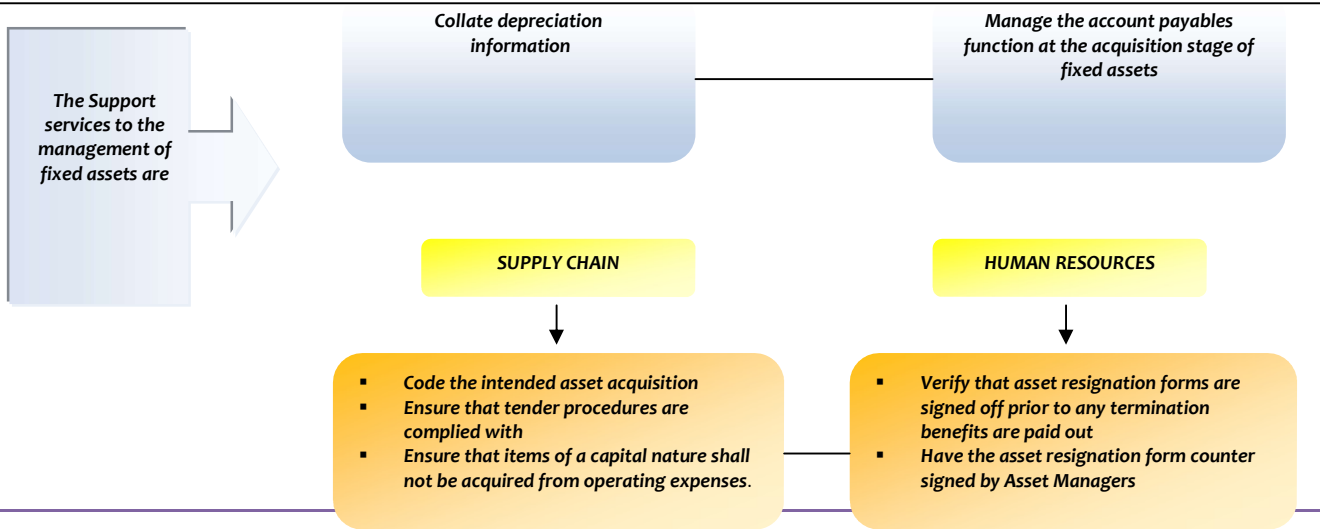 Collate depreciation
information
Manage the account payables
function at the acquisition stage of
fixed assets
The Support
services to the
management of
fixed assets are
SUPPLY CHAIN
HUMAN RESOURCES
▪ Code the intended asset acquisition
▪ Ensure that tender procedures are
complied with
▪ Ensure that items of a capital nature shall
not be acquired from operating expenses.
▪ Verify that asset resignation forms are
signed off prior to any termination
benefits are paid out
▪ Have the asset resignation form counter
signed by Asset Managers